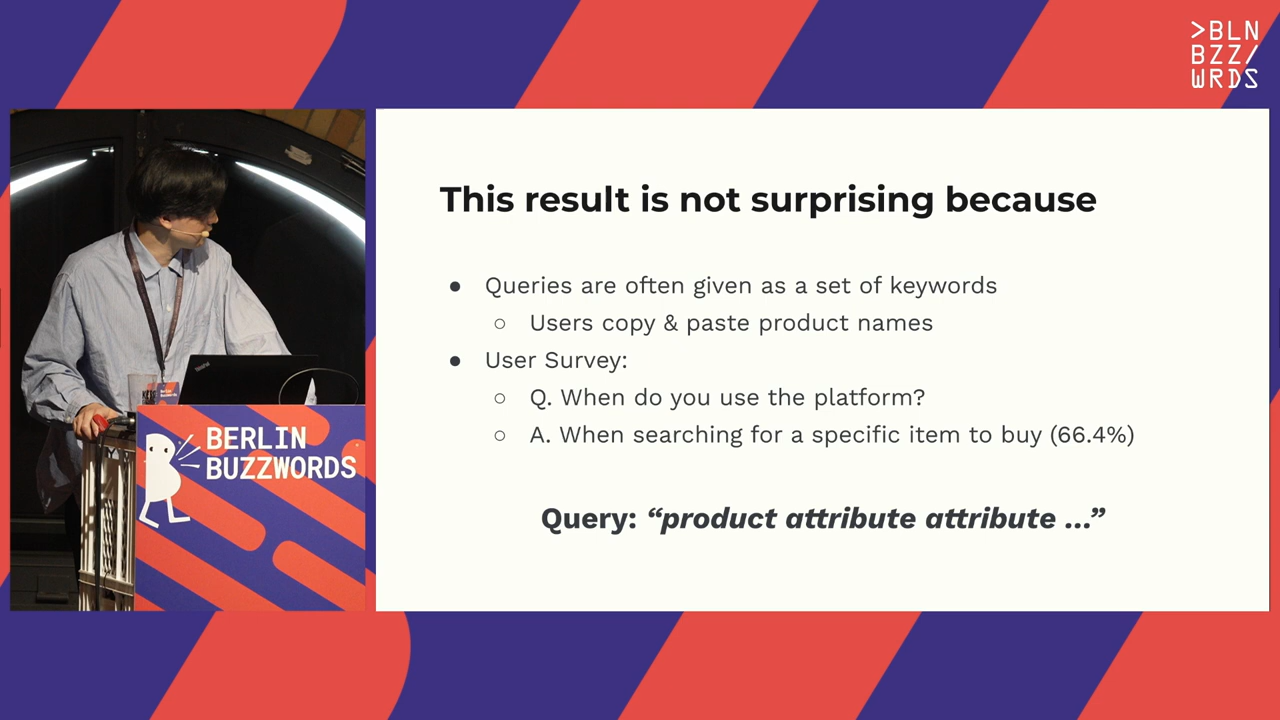 >BLN
BZZ/
WRDS
This result is not surprising because
● Queries are often given as a set of keywords
○ Users copy & paste product names
● User Survey:
○ Q. When do you use the platform?
○ A. When searching for a specific item to buy (66.4%)
Query: “product attribute attribute ...”
ThinkPad
BERLIN
BUZZWORDS